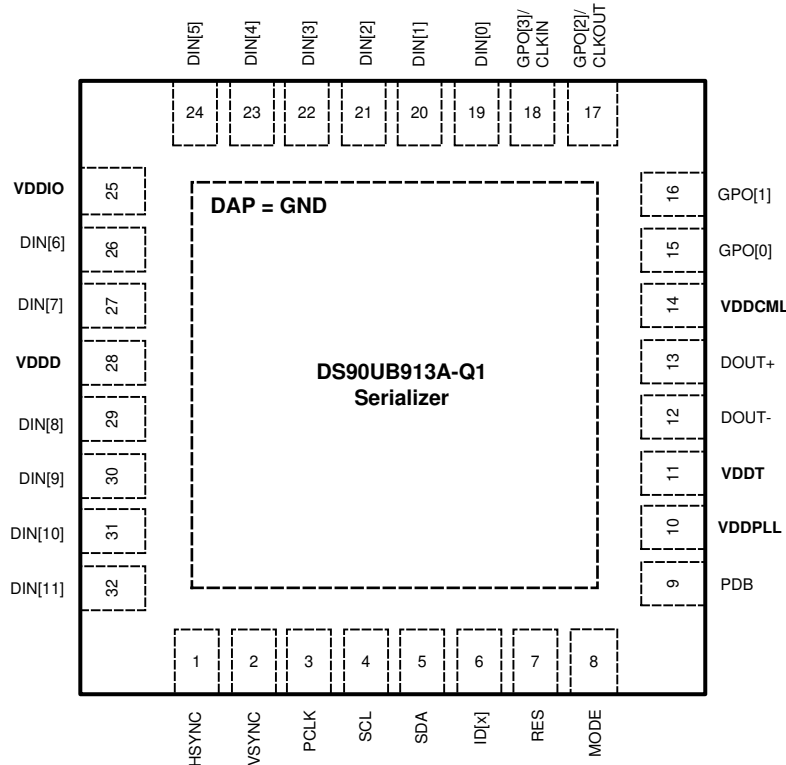 DIN[5]
DIN[4]
DIN[3]
DIN[2]
DIN[1]
DIN[0]
GPO[3]/
CLKIN
GPO[2]/
CLKOUT
24
23
22
21
20
19
18
17
VDDIO
25
DIN[6]
26
DIN[7]
27
VDDD
28
DIN[8]
29
DIN[9]
30
DIN[10]
31
DIN[11]
32
DAP = GND
DS90UB913A-Q1
Serializer
16
GPO[1]
15
GPO[0]
14
VDDCML
13
DOUT+
12
DOUT-
11
VDDT
10
VDDPLL
9
PDB
1
2
3
4
5
6
7
8
HSYNC
VSYNC
PCLK
SCL
SDA
ID[x]
RES
MODE